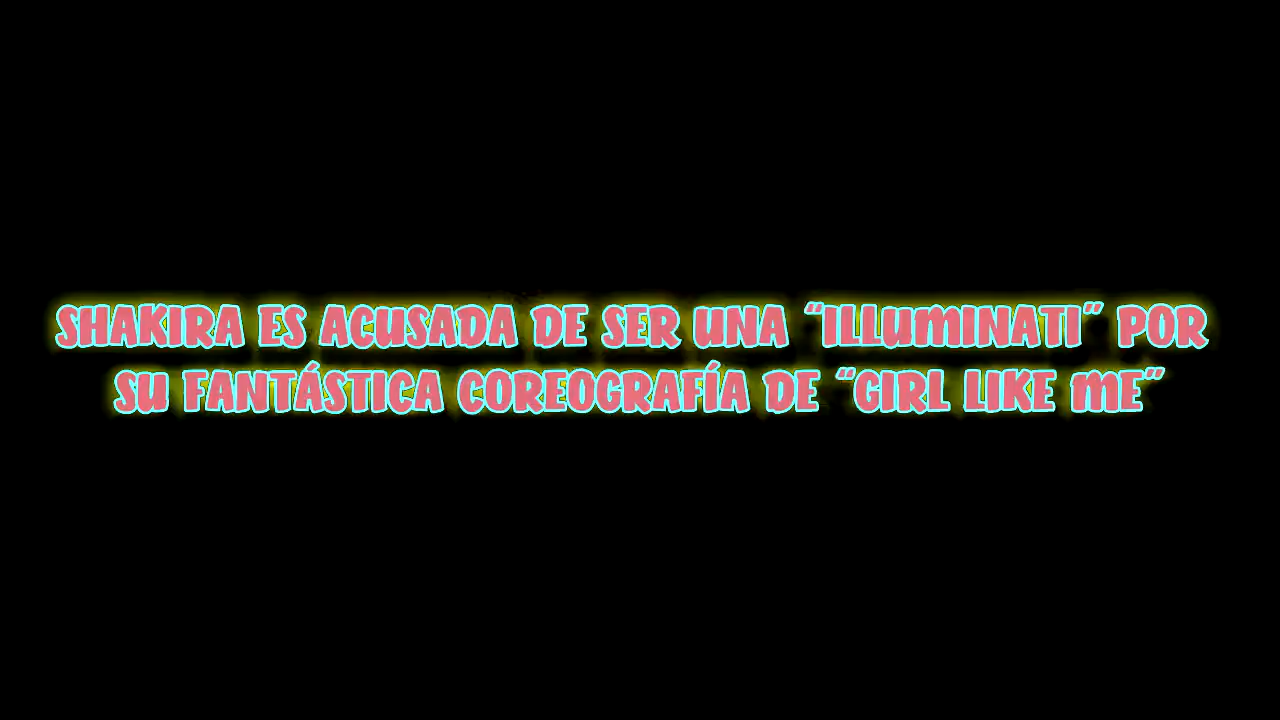 SHAKIRA ES ACUSADA DE SER UNA “ILLUMINATI” POR
SU FANTÁSTICA COREOGRAFÍA DE “GIRL LIKE ME”